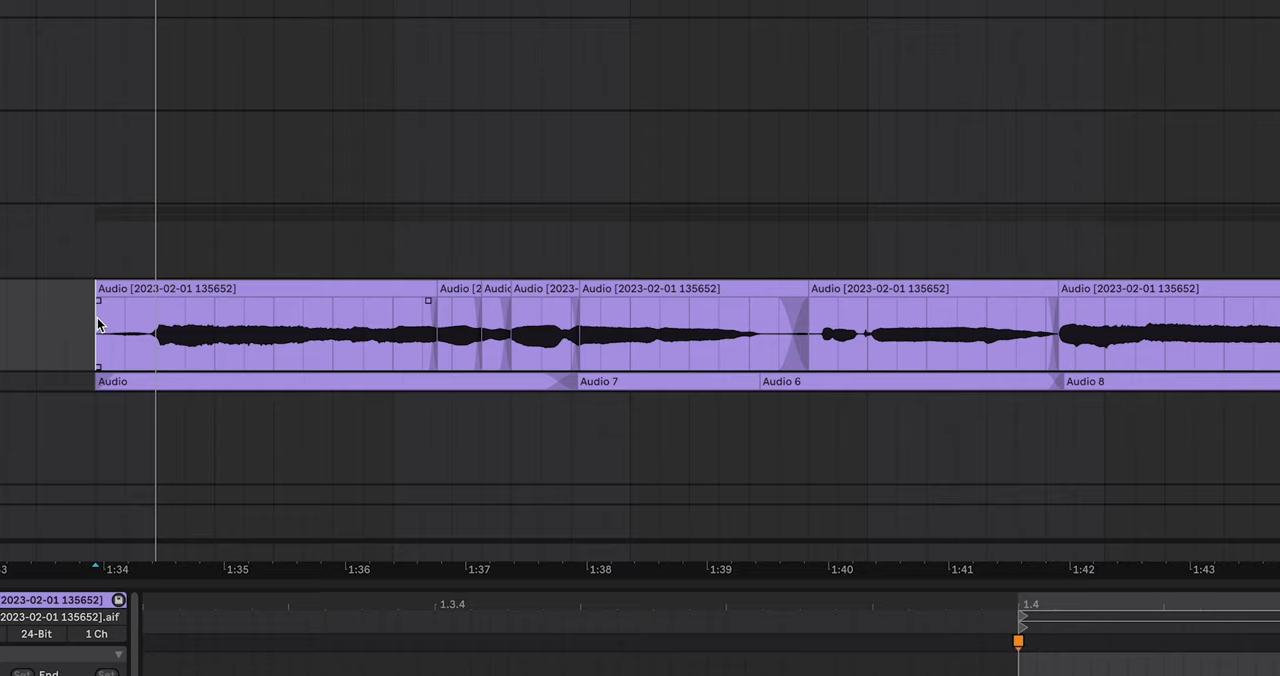 Audio [2023-02-01 135652] Audio [2 Audio Audio [2023- Audio [2023-02-01 135652] Audio [2023-02-01 135652] Audio [2023-02-01 135652]
Audio Audio 7 Audio 6 Audio 8
3 1:34 1:35 1:36 1:37 1:38 1:39 1:40 1:41 1:42 1:43
2023-02-01 135652] 1.3.4 1.4
2023-02-01 135652].aif
24-Bit 1 Ch
Set End Set